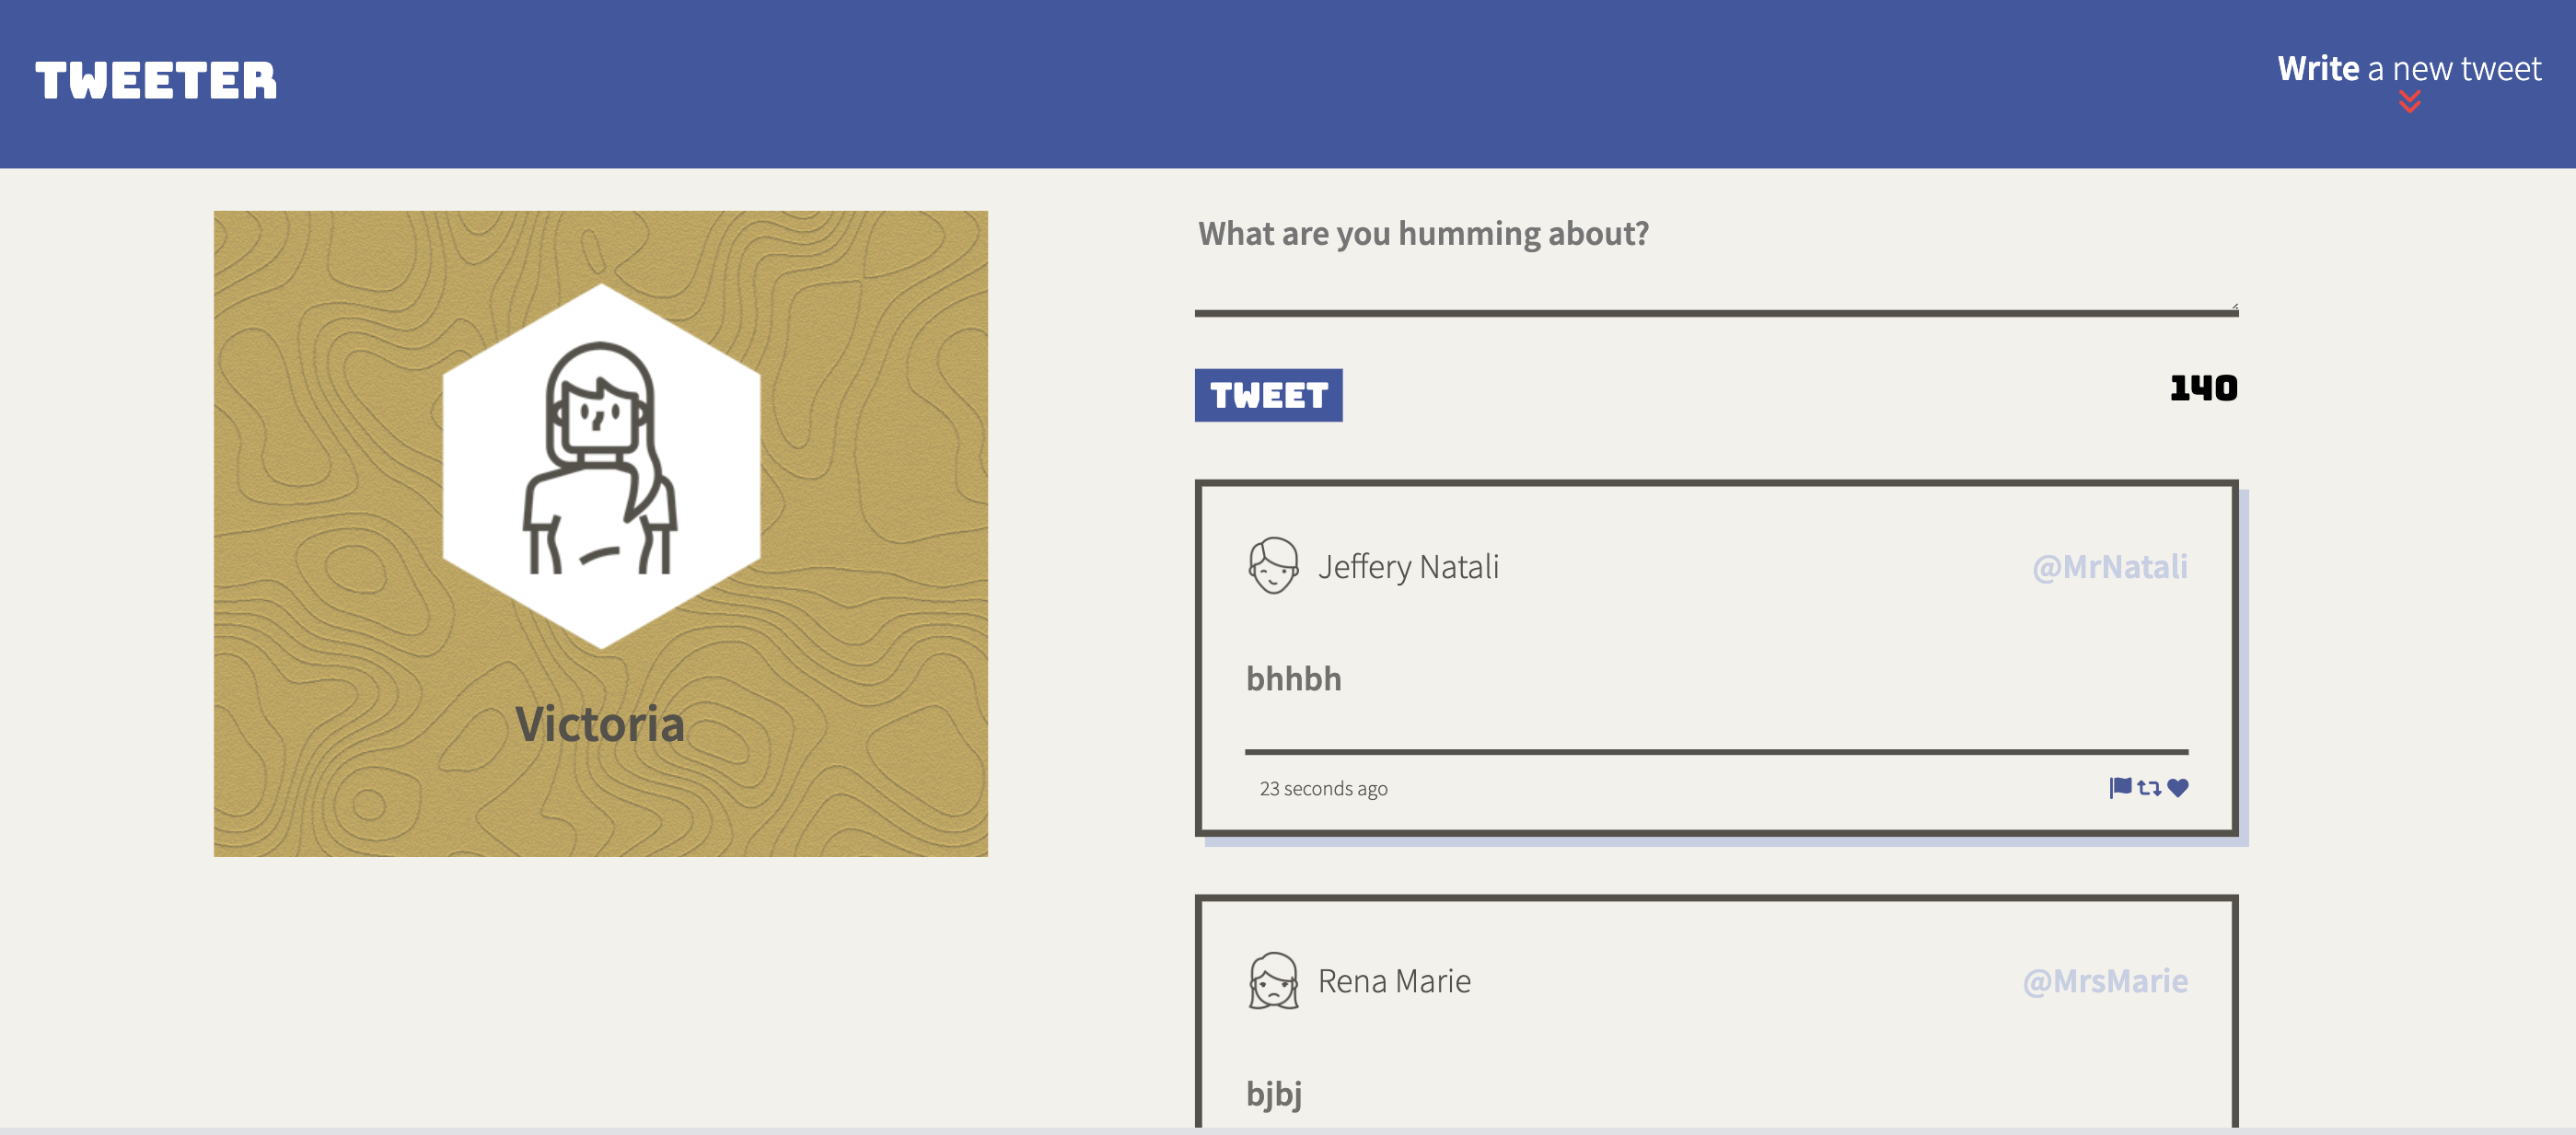 TWEETER
Write a new tweet
Victoria
What are you humming about?
TWEET
140
Jeffery Natali
@MrNatali
bhhbh
23 seconds ago
Rena Marie
@MrsMarie
bjbj